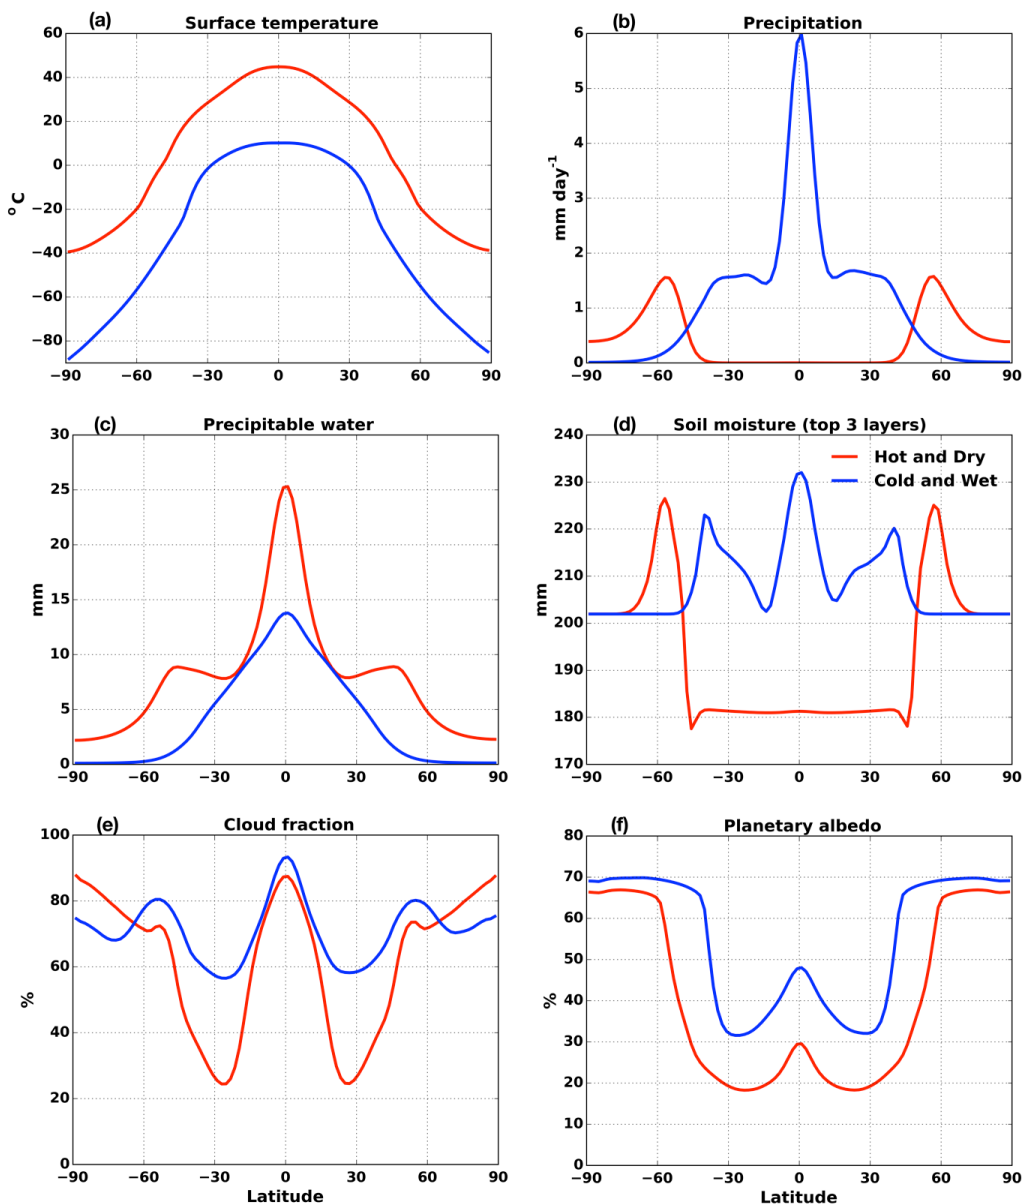 (a) Surface temperature
60
40
20
0
−20
−40
−60
−80
°C
−90 −60 −30 0 30 60 90
(b) Precipitation
6
5
4
3
2
1
0
mm day-1
−90 −60 −30 0 30 60 90
(c) Precipitable water
30
25
20
15
10
5
0
mm
−90 −60 −30 0 30 60 90
(d) Soil moisture (top 3 layers)
240
230
220
210
200
190
180
170
mm
Hot and Dry
Cold and Wet
−90 −60 −30 0 30 60 90
(e) Cloud fraction
100
80
60
40
20
0
%
−90 −60 −30 0 30 60 90
Latitude
(f) Planetary albedo
80
70
60
50
40
30
20
10
0
%
−90 −60 −30 0 30 60 90
Latitude